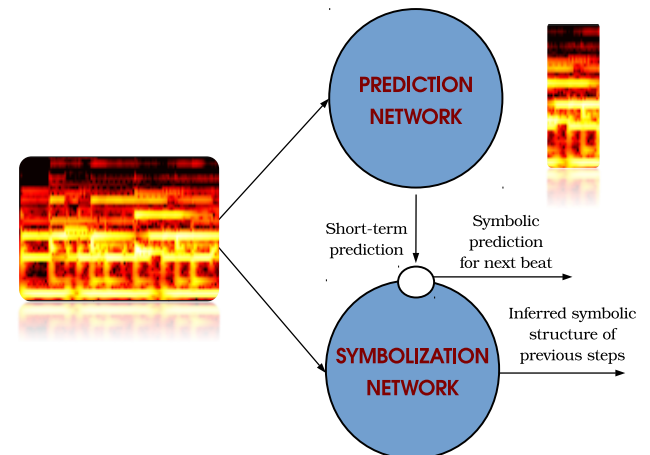 PREDICTION
NETWORK
Short-term
prediction
Symbolic
prediction
for next beat
Inferred symbolic
structure of
previous steps
SYMBOLIZATION
NETWORK